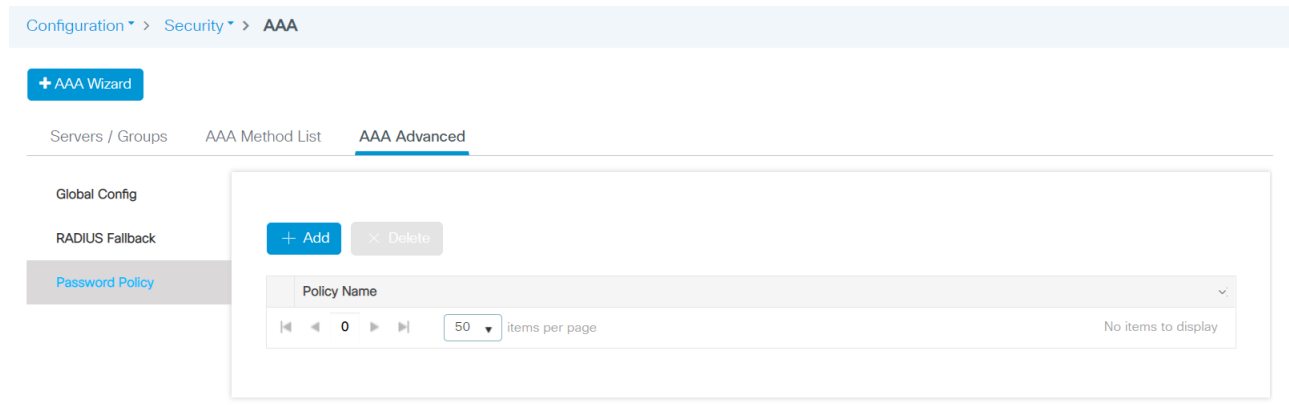 Configuration > Security > AAA
+ AAA Wizard
Servers / Groups AAA Method List AAA Advanced
Global Config
RADIUS Fallback
Password Policy
+ Add × Delete
Policy Name
0 50 items per page No items to display